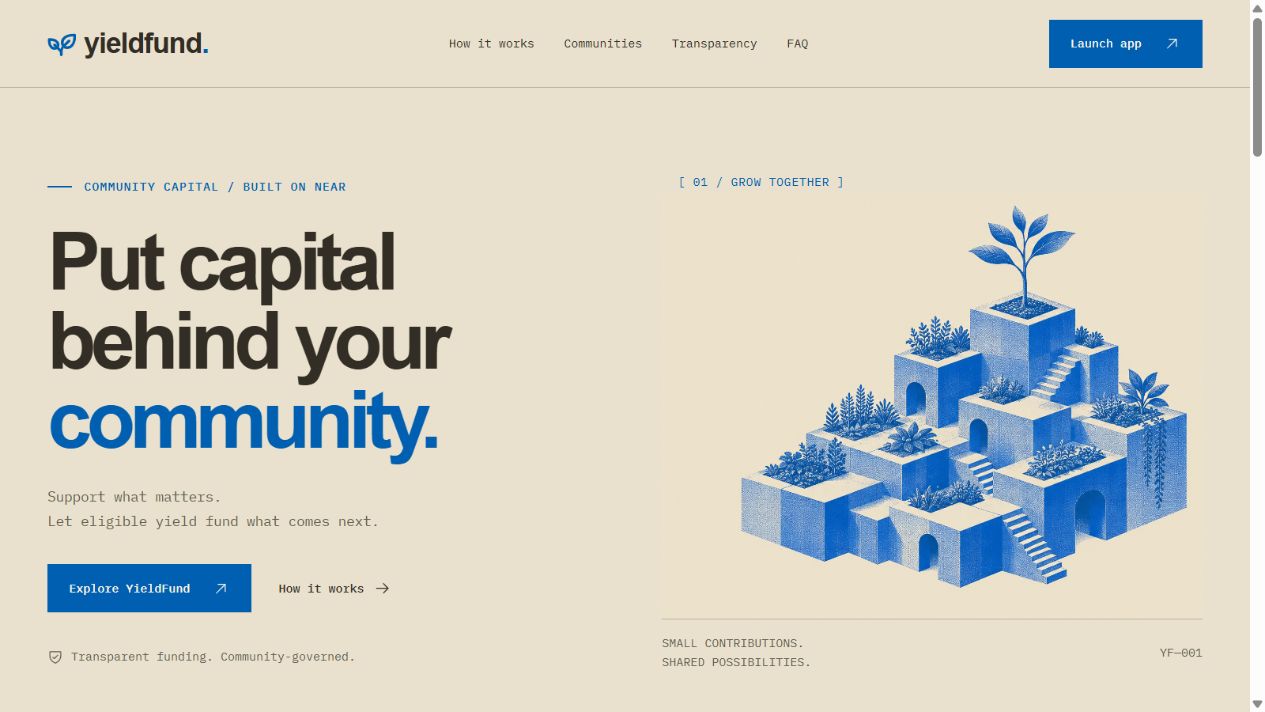 yieldfund.
How it works
Communities
Transparency
FAQ
Launch app
COMMUNITY CAPITAL / BUILT ON NEAR
Put capital
behind your
community.
Support what matters.
Let eligible yield fund what comes next.
Explore YieldFund
How it works
Transparent funding. Community-governed.
[ 01 / GROW TOGETHER ]
SMALL CONTRIBUTIONS.
SHARED POSSIBILITIES.
YF—001